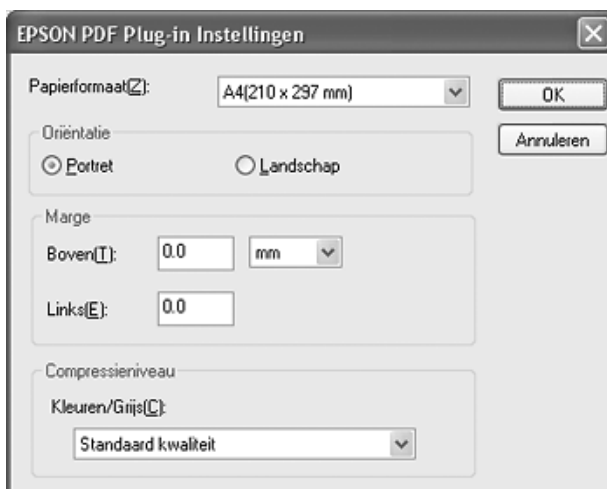 EPSON PDF Plug-in Instellingen
Papierformaat(Z): A4(210 x 297 mm) OK
Oriëntatie
Annuleren
Portret Landschap
Marge
Boven(T): 0.0 mm
Links(E): 0.0
Compressieniveau
Kleuren/Grijs(C):
Standaard kwaliteit